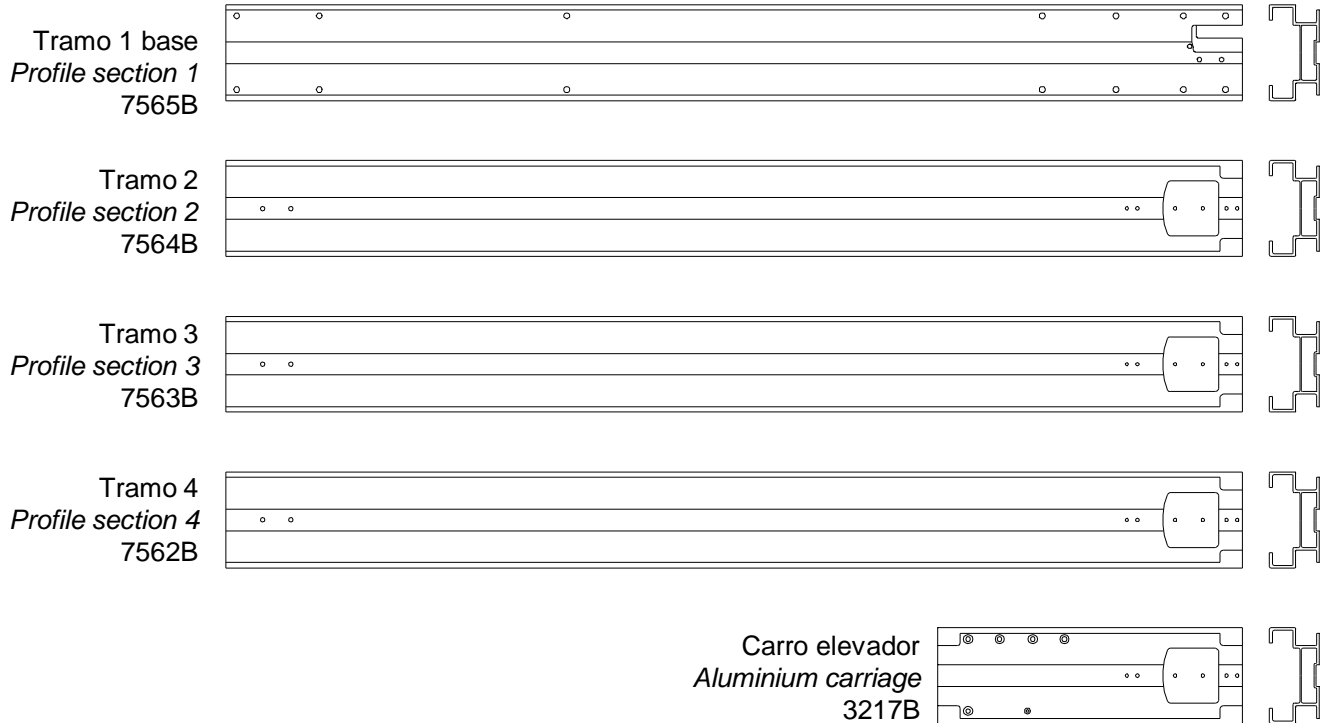 Tramo 1 base
Profile section 1
7565B
Tramo 2
Profile section 2
7564B
Tramo 3
Profile section 3
7563B
Tramo 4
Profile section 4
7562B
Carro elevador
Aluminium carriage
3217B